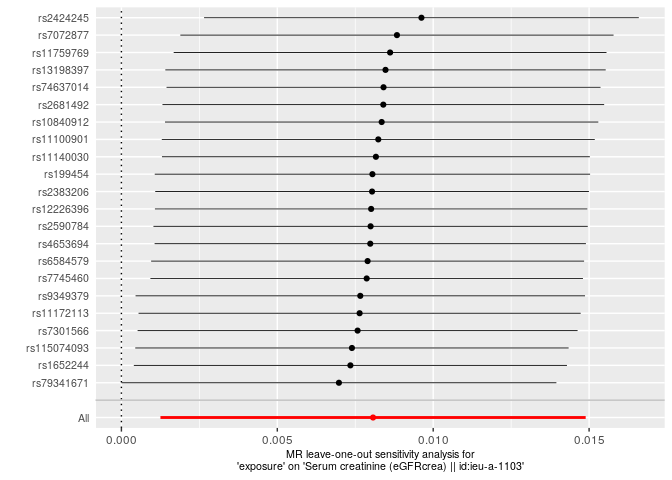 rs2424245
rs7072877
rs11759769
rs13198397
rs74637014
rs2681492
rs10840912
rs11100901
rs11140030
rs199454
rs2383206
rs12226396
rs2590784
rs4653694
rs6584579
rs7745460
rs9349379
rs11172113
rs7301566
rs115074093
rs1652244
rs79341671
All
0.000 0.005 0.010 0.015
MR leave-one-out sensitivity analysis for
'exposure' on 'Serum creatinine (eGFRcrea) || id:ieu-a-1103'